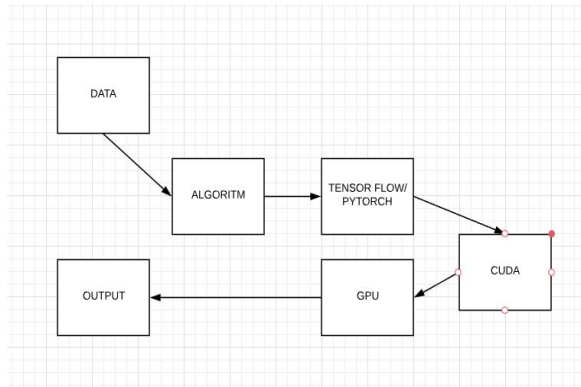 DATA
ALGORITM
TENSOR FLOW/
PYTORCH
CUDA
GPU
OUTPUT